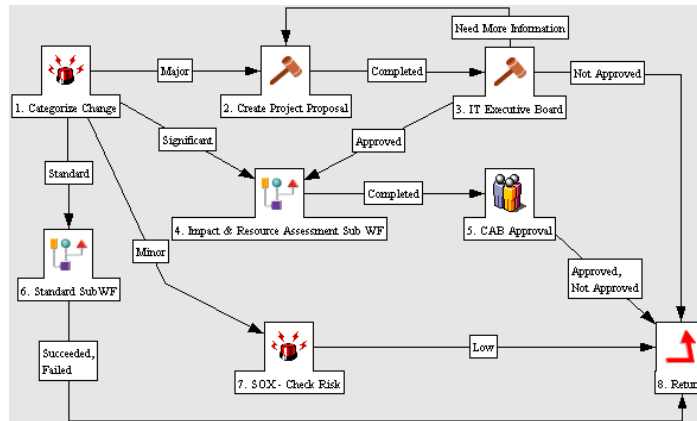 Need More Information
Major
Completed
Not Approved
1. Categorize Change
2. Create Project Proposal
3. IT Executive Board
Significant
Approved
Standard
Completed
4. Impact & Resource Assessment Sub WF
5. CAB Approval
Minor
6. Standard SubWF
Approved,
Not Approved
Succeeded,
Failed
Low
7. SOX - Check Risk
8. Retur